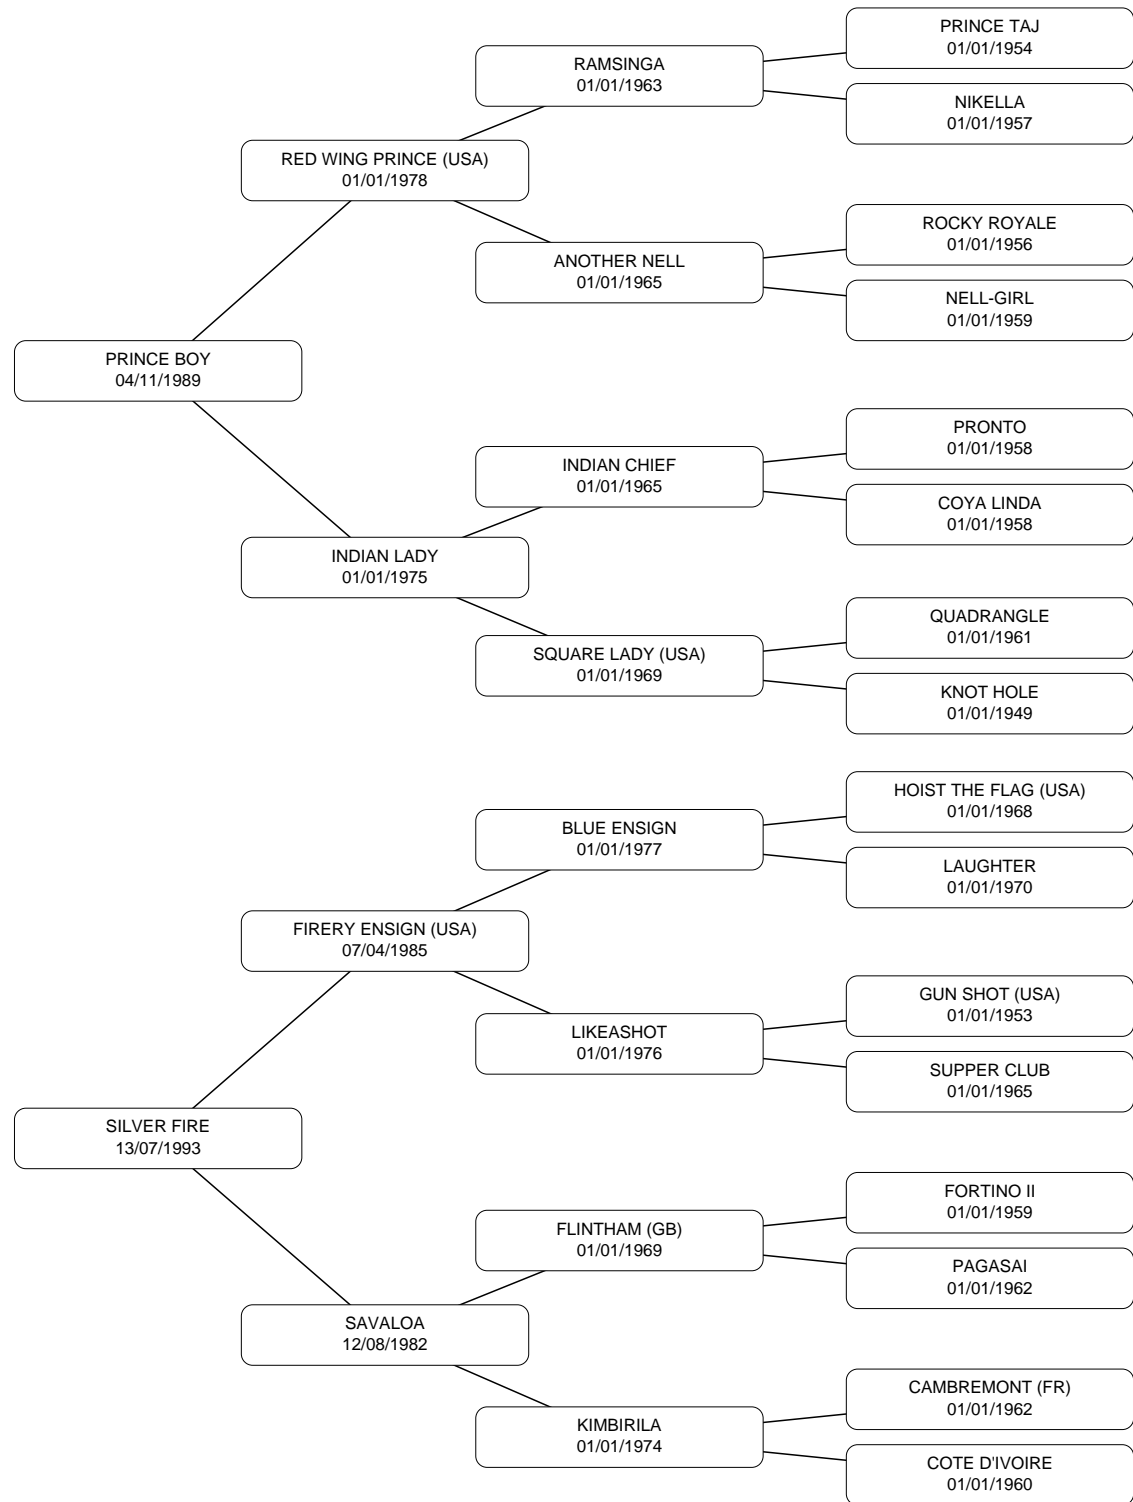 PRINCE TAJ
01/01/1954
RAMSINGA
01/01/1963
NIKELLA
01/01/1957
RED WING PRINCE (USA)
01/01/1978
ROCKY ROYALE
01/01/1956
ANOTHER NELL
01/01/1965
NELL-GIRL
01/01/1959
PRINCE BOY
04/11/1989
PRONTO
01/01/1958
INDIAN CHIEF
01/01/1965
COYA LINDA
01/01/1958
INDIAN LADY
01/01/1975
QUADRANGLE
01/01/1961
SQUARE LADY (USA)
01/01/1969
KNOT HOLE
01/01/1949
HOIST THE FLAG (USA)
01/01/1968
BLUE ENSIGN
01/01/1977
LAUGHTER
01/01/1970
FIRERY ENSIGN (USA)
07/04/1985
GUN SHOT (USA)
01/01/1953
LIKEASHOT
01/01/1976
SUPPER CLUB
01/01/1965
SILVER FIRE
13/07/1993
FORTINO II
01/01/1959
FLINTHAM (GB)
01/01/1969
PAGASAI
01/01/1962
SAVALOA
12/08/1982
CAMBREMONT (FR)
01/01/1962
KIMBIRILA
01/01/1974
COTE D'IVOIRE
01/01/1960